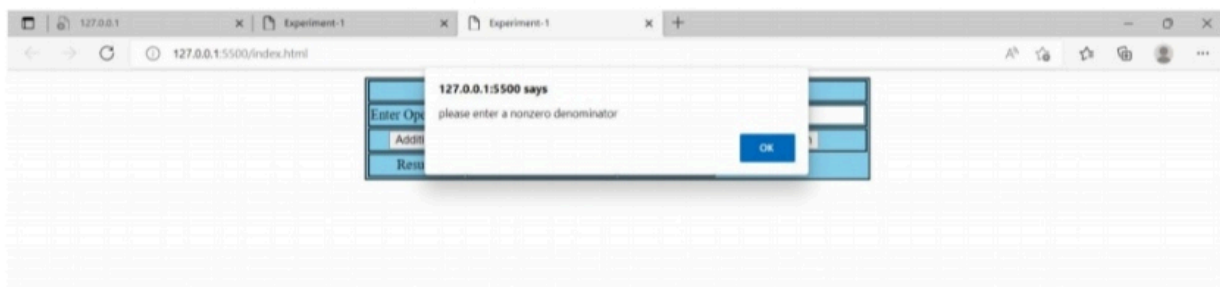 127.0.0.1
Experiment-1
Experiment-1
127.0.0.1:5500/index.html
127.0.0.1:5500 says
please enter a nonzero denominator
OK
Enter Ope
Additi
n
Resu